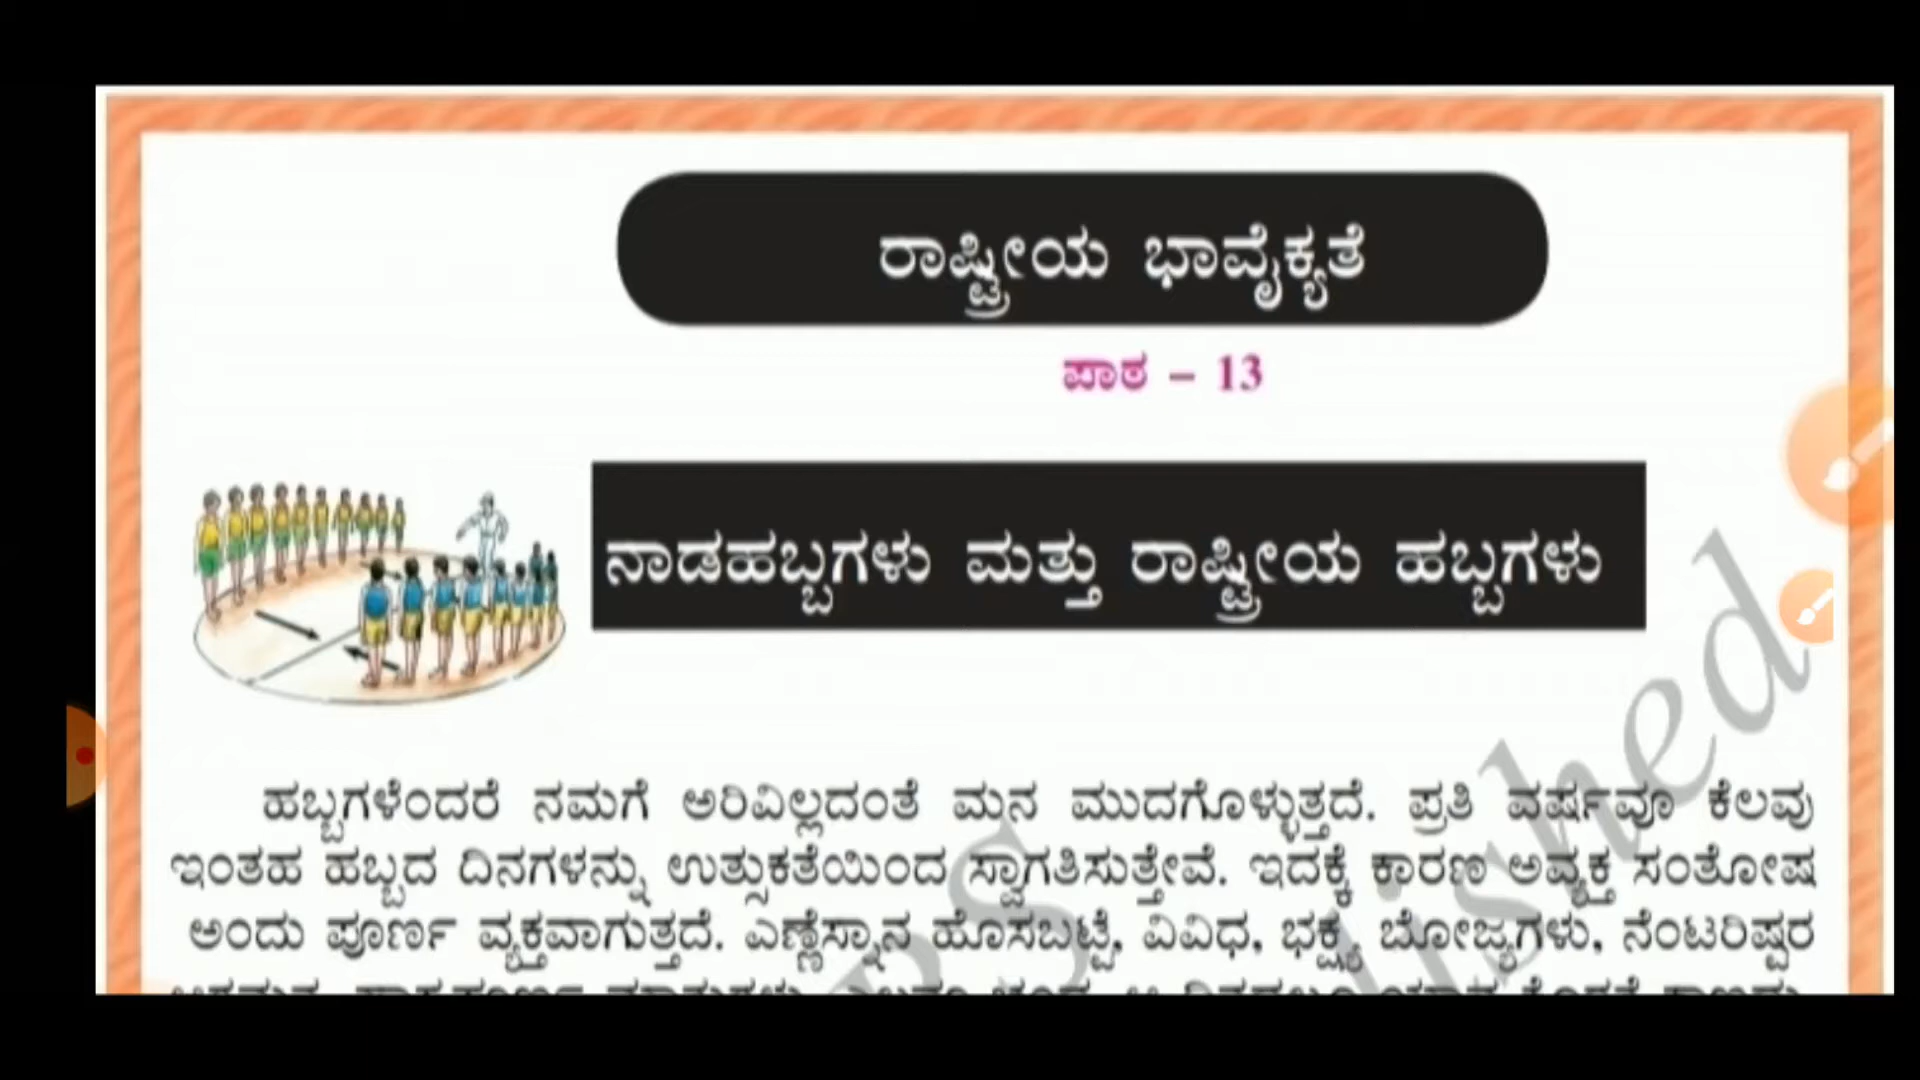 ರಾಷ್ಟ್ರೀಯ ಭಾವೈಕ್ಯತೆ
ಪಾಠ – 13
ನಾಡಹಬ್ಬಗಳು ಮತ್ತು ರಾಷ್ಟ್ರೀಯ ಹಬ್ಬಗಳು
ಹಬ್ಬಗಳೆಂದರೆ ನಮಗೆ ಅರಿವಿಲ್ಲದಂತೆ ಮನ ಮುದಗೊಳ್ಳುತ್ತದೆ. ಪ್ರತಿ ವರ್ಷವೂ ಕೆಲವು
ಇಂತಹ ಹಬ್ಬದ ದಿನಗಳನ್ನು ಉತ್ಸುಕತೆಯಿಂದ ಸ್ವಾಗತಿಸುತ್ತೇವೆ. ಇದಕ್ಕೆ ಕಾರಣ ಅವ್ಯಕ್ತ ಸಂತೋಷ
ಅಂದು ಪೂರ್ಣ ವ್ಯಕ್ತವಾಗುತ್ತದೆ. ಎಣ್ಣೆಸ್ನಾನ ಹೊಸಬಟ್ಟೆ, ವಿವಿಧ, ಭಕ್ಷ್ಯ ಬೋಜ್ಯಗಳು, ನೆಂಟರಿಷ್ಟರ